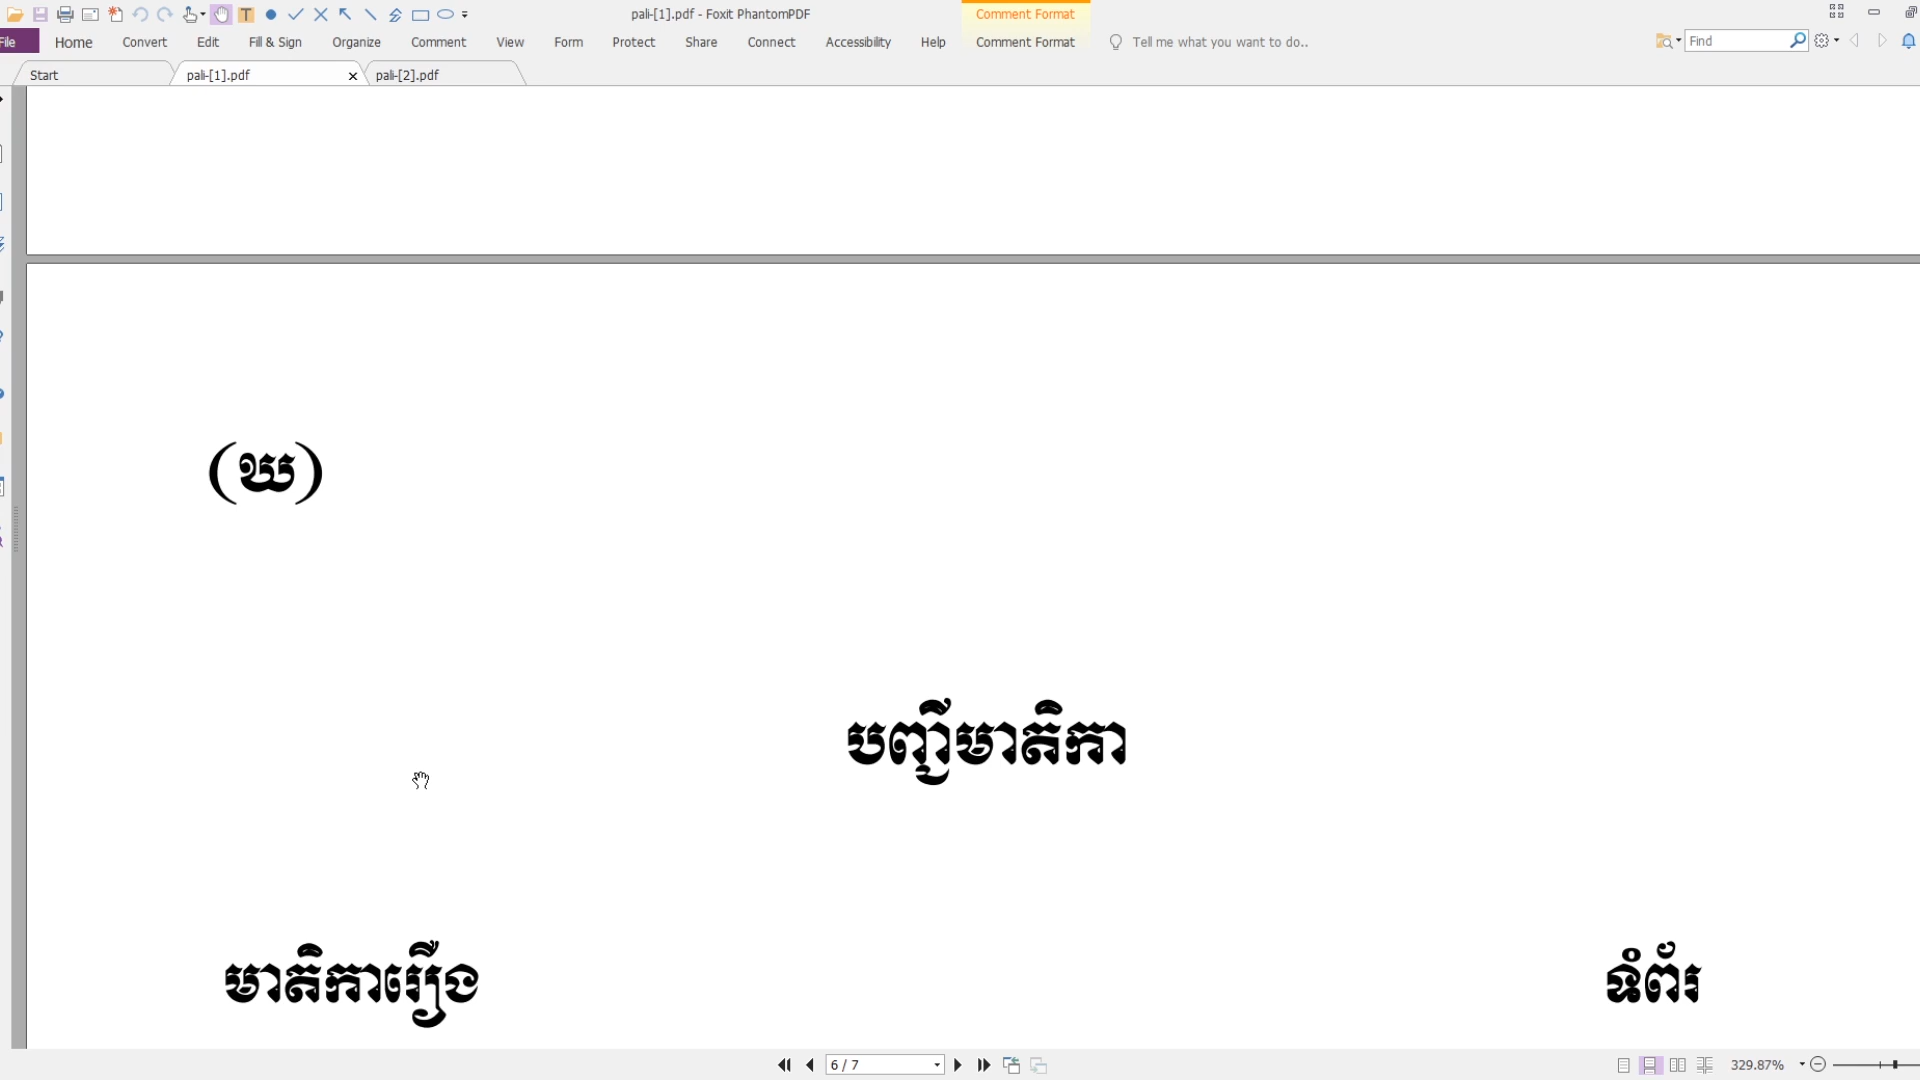 pali-[1].pdf - Foxit PhantomPDF
Comment Format
File Home Convert Edit Fill & Sign Organize Comment View Form Protect Share Connect Accessibility Help Comment Format Tell me what you want to do.. Find
Start pali-[1].pdf pali-[2].pdf
(ឃ)
បញ្ជីមាតិកា
មាតិការឿង ទំព័រ
6 / 7 329.87%